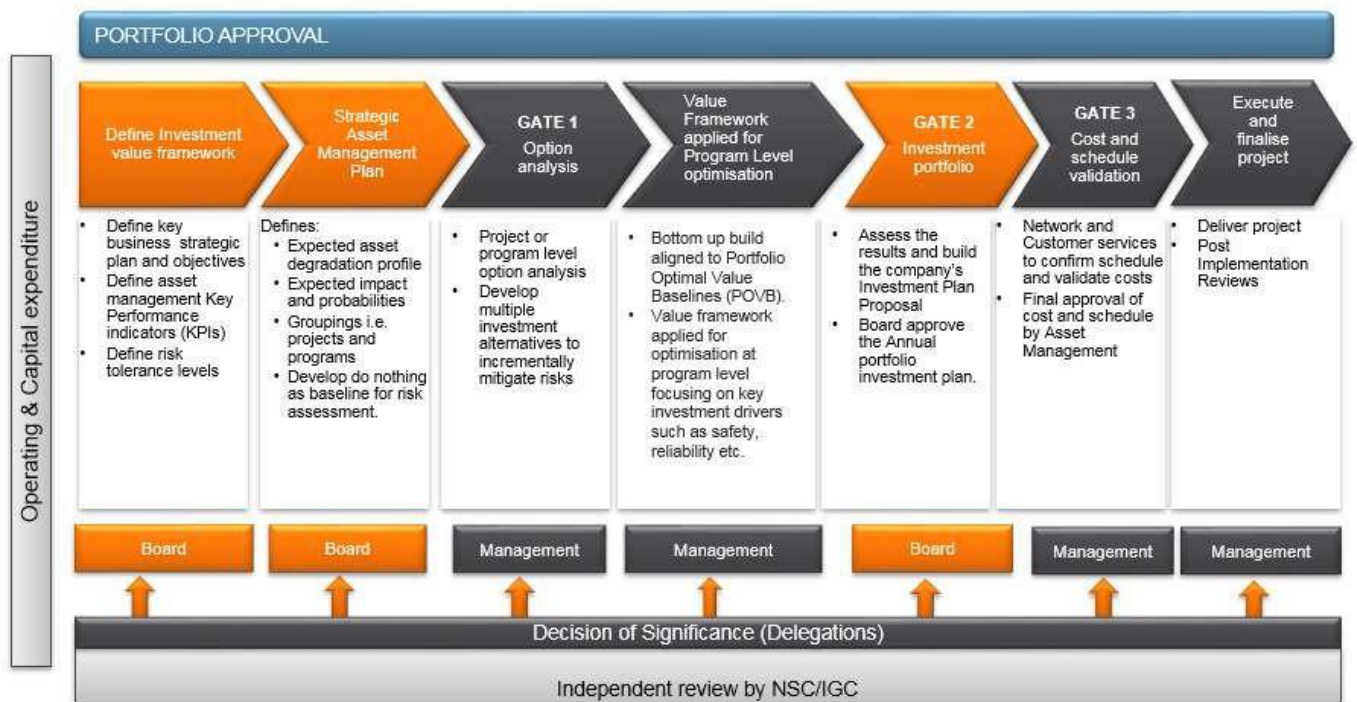 PORTFOLIO APPROVAL
Operating & Capital expenditure
Define Investment
value framework
Strategic
Asset
Management
Plan
GATE 1
Option
analysis
Value
Framework
applied for
Program Level
optimisation
GATE 2
Investment
portfolio
GATE 3
Cost and
schedule
validation
Execute
and
finalise
project
• Define key
business strategic
plan and objectives
• Define asset
management Key
Performance
indicators (KPIs)
• Define risk
tolerance levels
Defines:
• Expected asset
degradation profile
• Expected impact
and probabilities
• Groupings i.e.
projects and
programs
• Develop do nothing
as baseline for risk
assessment.
• Project or
program level
option analysis
• Develop
multiple
investment
alternatives to
incrementally
mitigate risks
• Bottom up build
aligned to Portfolio
Optimal Value
Baselines (POVB).
• Value framework
applied for
optimisation at
program level
focusing on key
investment drivers
such as safety,
reliability etc.
• Assess the
results and build
the company's
Investment Plan
Proposal
• Board approve
the Annual
portfolio
investment plan.
• Network and
Customer services
to confirm schedule
and validate costs
• Final approval of
cost and schedule
by Asset
Management
• Deliver project
• Post
Implementation
Reviews
Board
Board
Management
Management
Board
Management
Management
Decision of Significance (Delegations)
Independent review by NSC/IGC